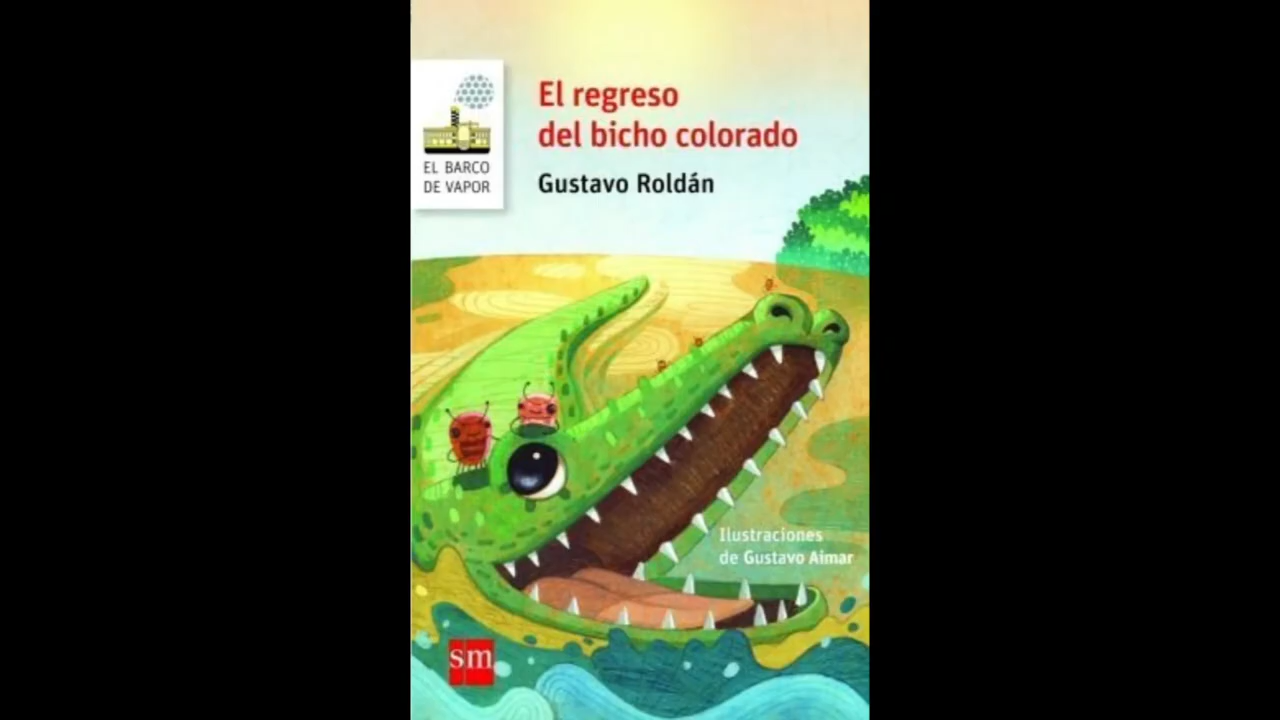 El regreso
del bicho colorado
Gustavo Roldán
EL BARCO
DE VAPOR
Ilustraciones
de Gustavo Aimar
sm